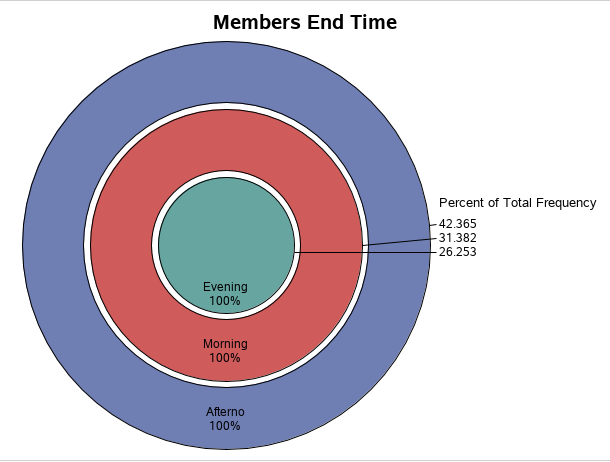 Members End Time
Percent of Total Frequency
42.365
31.382
26.253
Evening
100%
Morning
100%
Afterno
100%